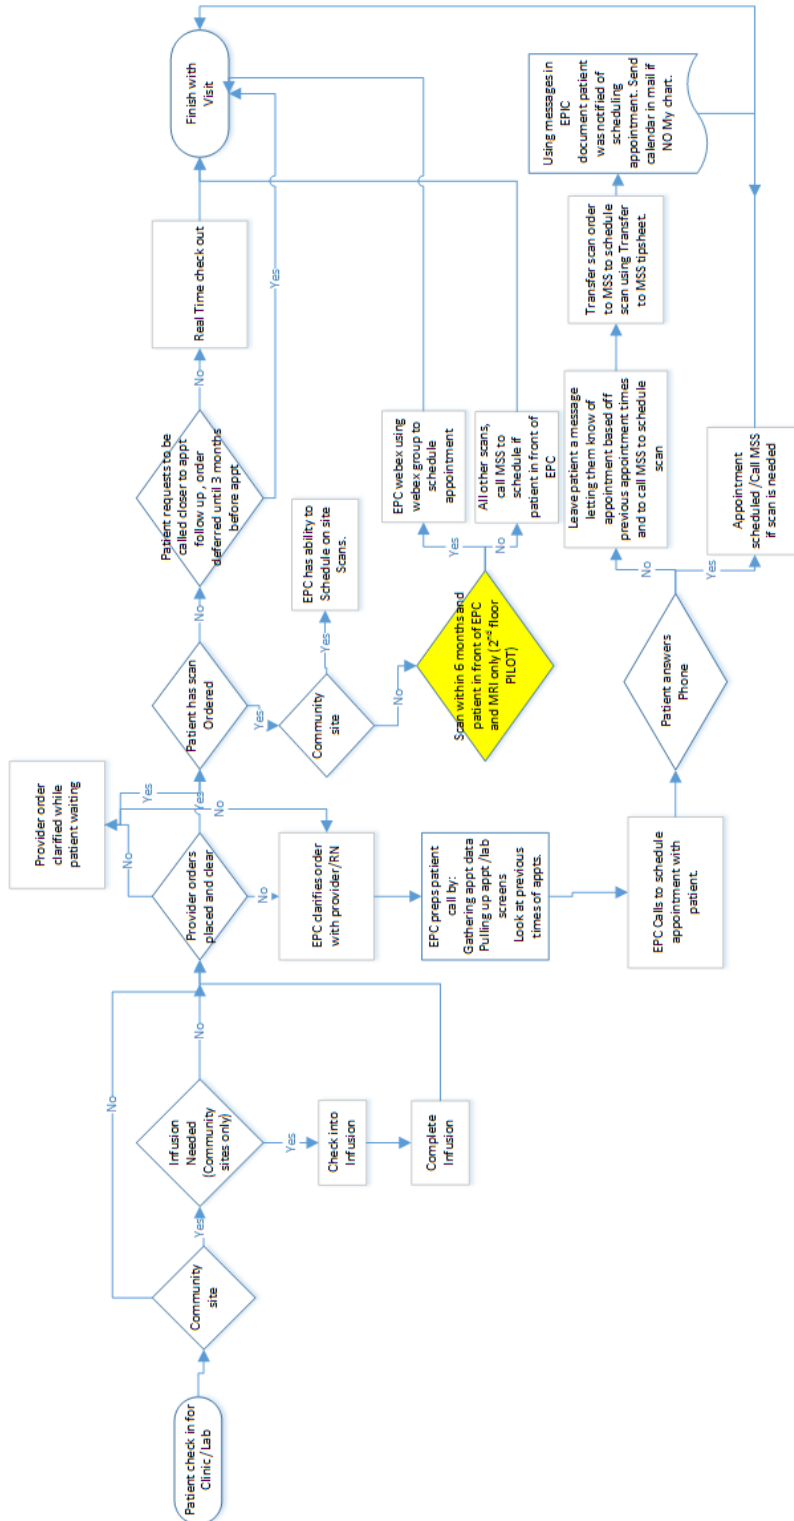 Patient check in for
Clinic/Lab
Community
site
Yes
No
Infusion
Needed
(Community
sites only)
No
Yes
Check into
Infusion
Complete
Infusion
Provider orders
placed and clear
No
Yes
No
Provider order
clarified while
patient waiting
Yes
No
EPC clarifies order
with provider/RN
EPC preps patient
call by:
Gathering appt data
Pulling up appt /lab
screens
Look at previous
times of appts.
EPC Calls to schedule
appointment with
patient.
Patient has scan
Ordered
No
Yes
Community
site
Yes
No
EPC has ability to
Schedule on site
Scans.
Scan within 6 months and
patient in front of EPC
and MRI only (2nd floor
PILOT)
Yes
No
EPC webex using
webex group to
schedule
appointment
All other scans,
call MSS to
schedule if
patient in front of
EPC
Patient requests to be
called closer to appt
follow up , order
deferred until 3 months
before appt.
No
Yes
Real Time check out
Finish with
Visit
Patient answers
Phone
No
Yes
Leave patient a message
letting them know of
appointment based off
previous appointment times
and to call MSS to schedule
scan
Transfer scan order
to MSS to schedule
scan using Transfer
to MSS tipsheet.
Using messages in
EPIC
document patient
was notified of
scheduling
appointment. Send
calendar in mail if
NO My chart.
Appointment
scheduled /Call MSS
if scan is needed